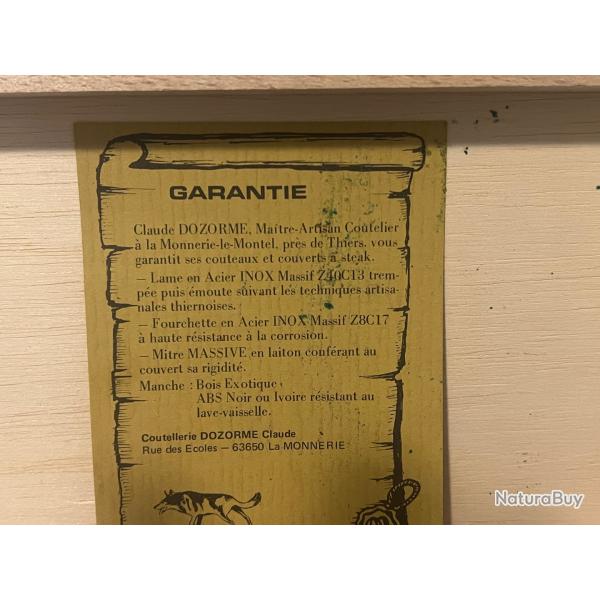 GARANTIE
Claude DOZORME, Maître-Artisan Coutelier
à la Monnerie-le-Montel, près de Thiers, vous
garantit ses couteaux et couverts à steak.
— Lame en Acier INOX Massif Z40C13 trem-
pée puis émoute suivant les techniques artisa-
nales thiernoises.
— Fourchette en Acier INOX Massif Z8C17
à haute résistance à la corrosion.
— Mitre MASSIVE en laiton conférant au
couvert sa rigidité.
Manche : Bois Exotique,
ABS Noir ou Ivoire résistant au
lave-vaisselle.
Coutellerie DOZORME Claude
Rue des Ecoles — 63650 La MONNERIE
NaturaBuy